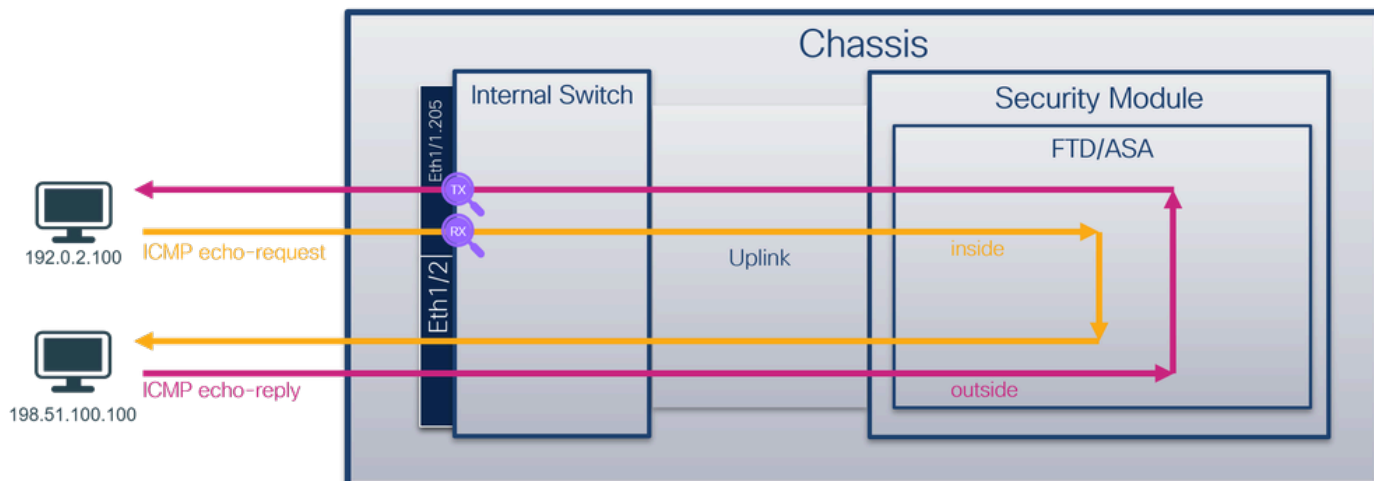 Chassis
Internal Switch
Security Module
FTD/ASA
Eth1/1.205
TX
RX
192.0.2.100
ICMP echo-request
Uplink
inside
Eth1/2
198.51.100.100
ICMP echo-reply
outside